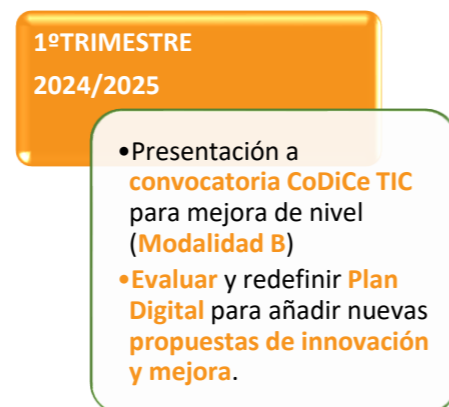 1ºTRIMESTRE
2024/2025
•Presentación a
convocatoria CoDiCe TIC
para mejora de nivel
(Modalidad B)
•Evaluar y redefinir Plan
Digital para añadir nuevas
propuestas de innovación
y mejora.